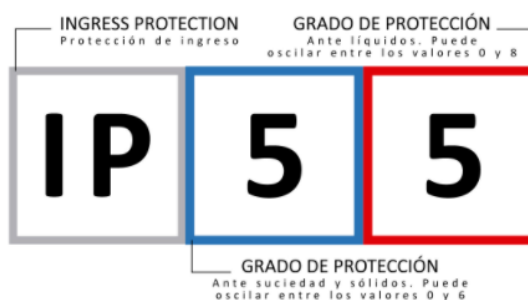 INGRESS PROTECTION
Protección de ingreso
GRADO DE PROTECCIÓN
Ante líquidos. Puede
oscilar entre los valores 0 y 8
IP 5 5
GRADO DE PROTECCIÓN
Ante suciedad y sólidos. Puede
oscilar entre los valores 0 y 6